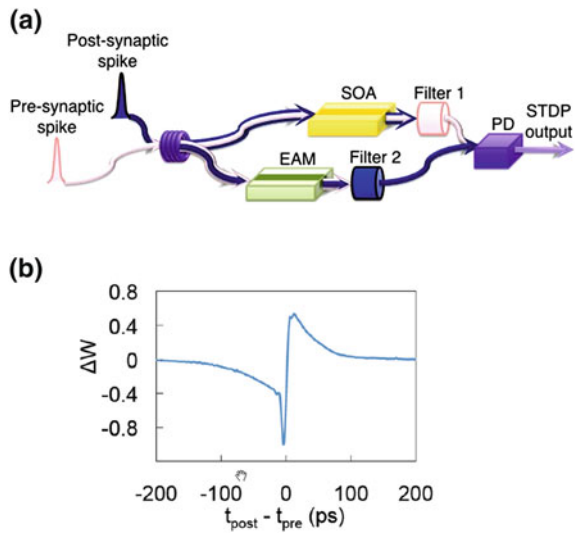 (a)
Post-synaptic
spike
Pre-synaptic
spike
SOA
Filter 1
EAM
Filter 2
PD
STDP
output
(b)
0.8
0.4
0
-0.4
-0.8
ΔW
-200 -100 0 100 200
t_post - t_pre (ps)